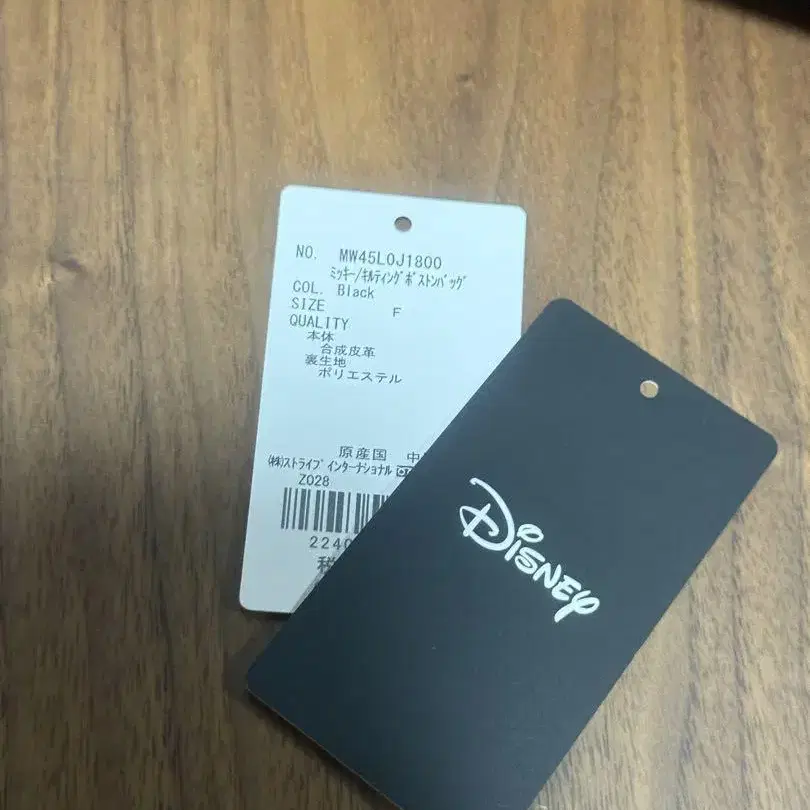 NO. MW45L0J1800
ﾐｯｷｰ/ｷﾙﾃｨﾝｸﾞﾎﾞｽﾄﾝﾊﾞｯｸﾞ
COL. Black
SIZE F
QUALITY
本体
合成皮革
裏生地
ポリエステル
原産国 中
㈱ｽﾄﾗｲﾌﾟｲﾝﾀｰﾅｼｮﾅﾙ
Z028
224
税
Disney